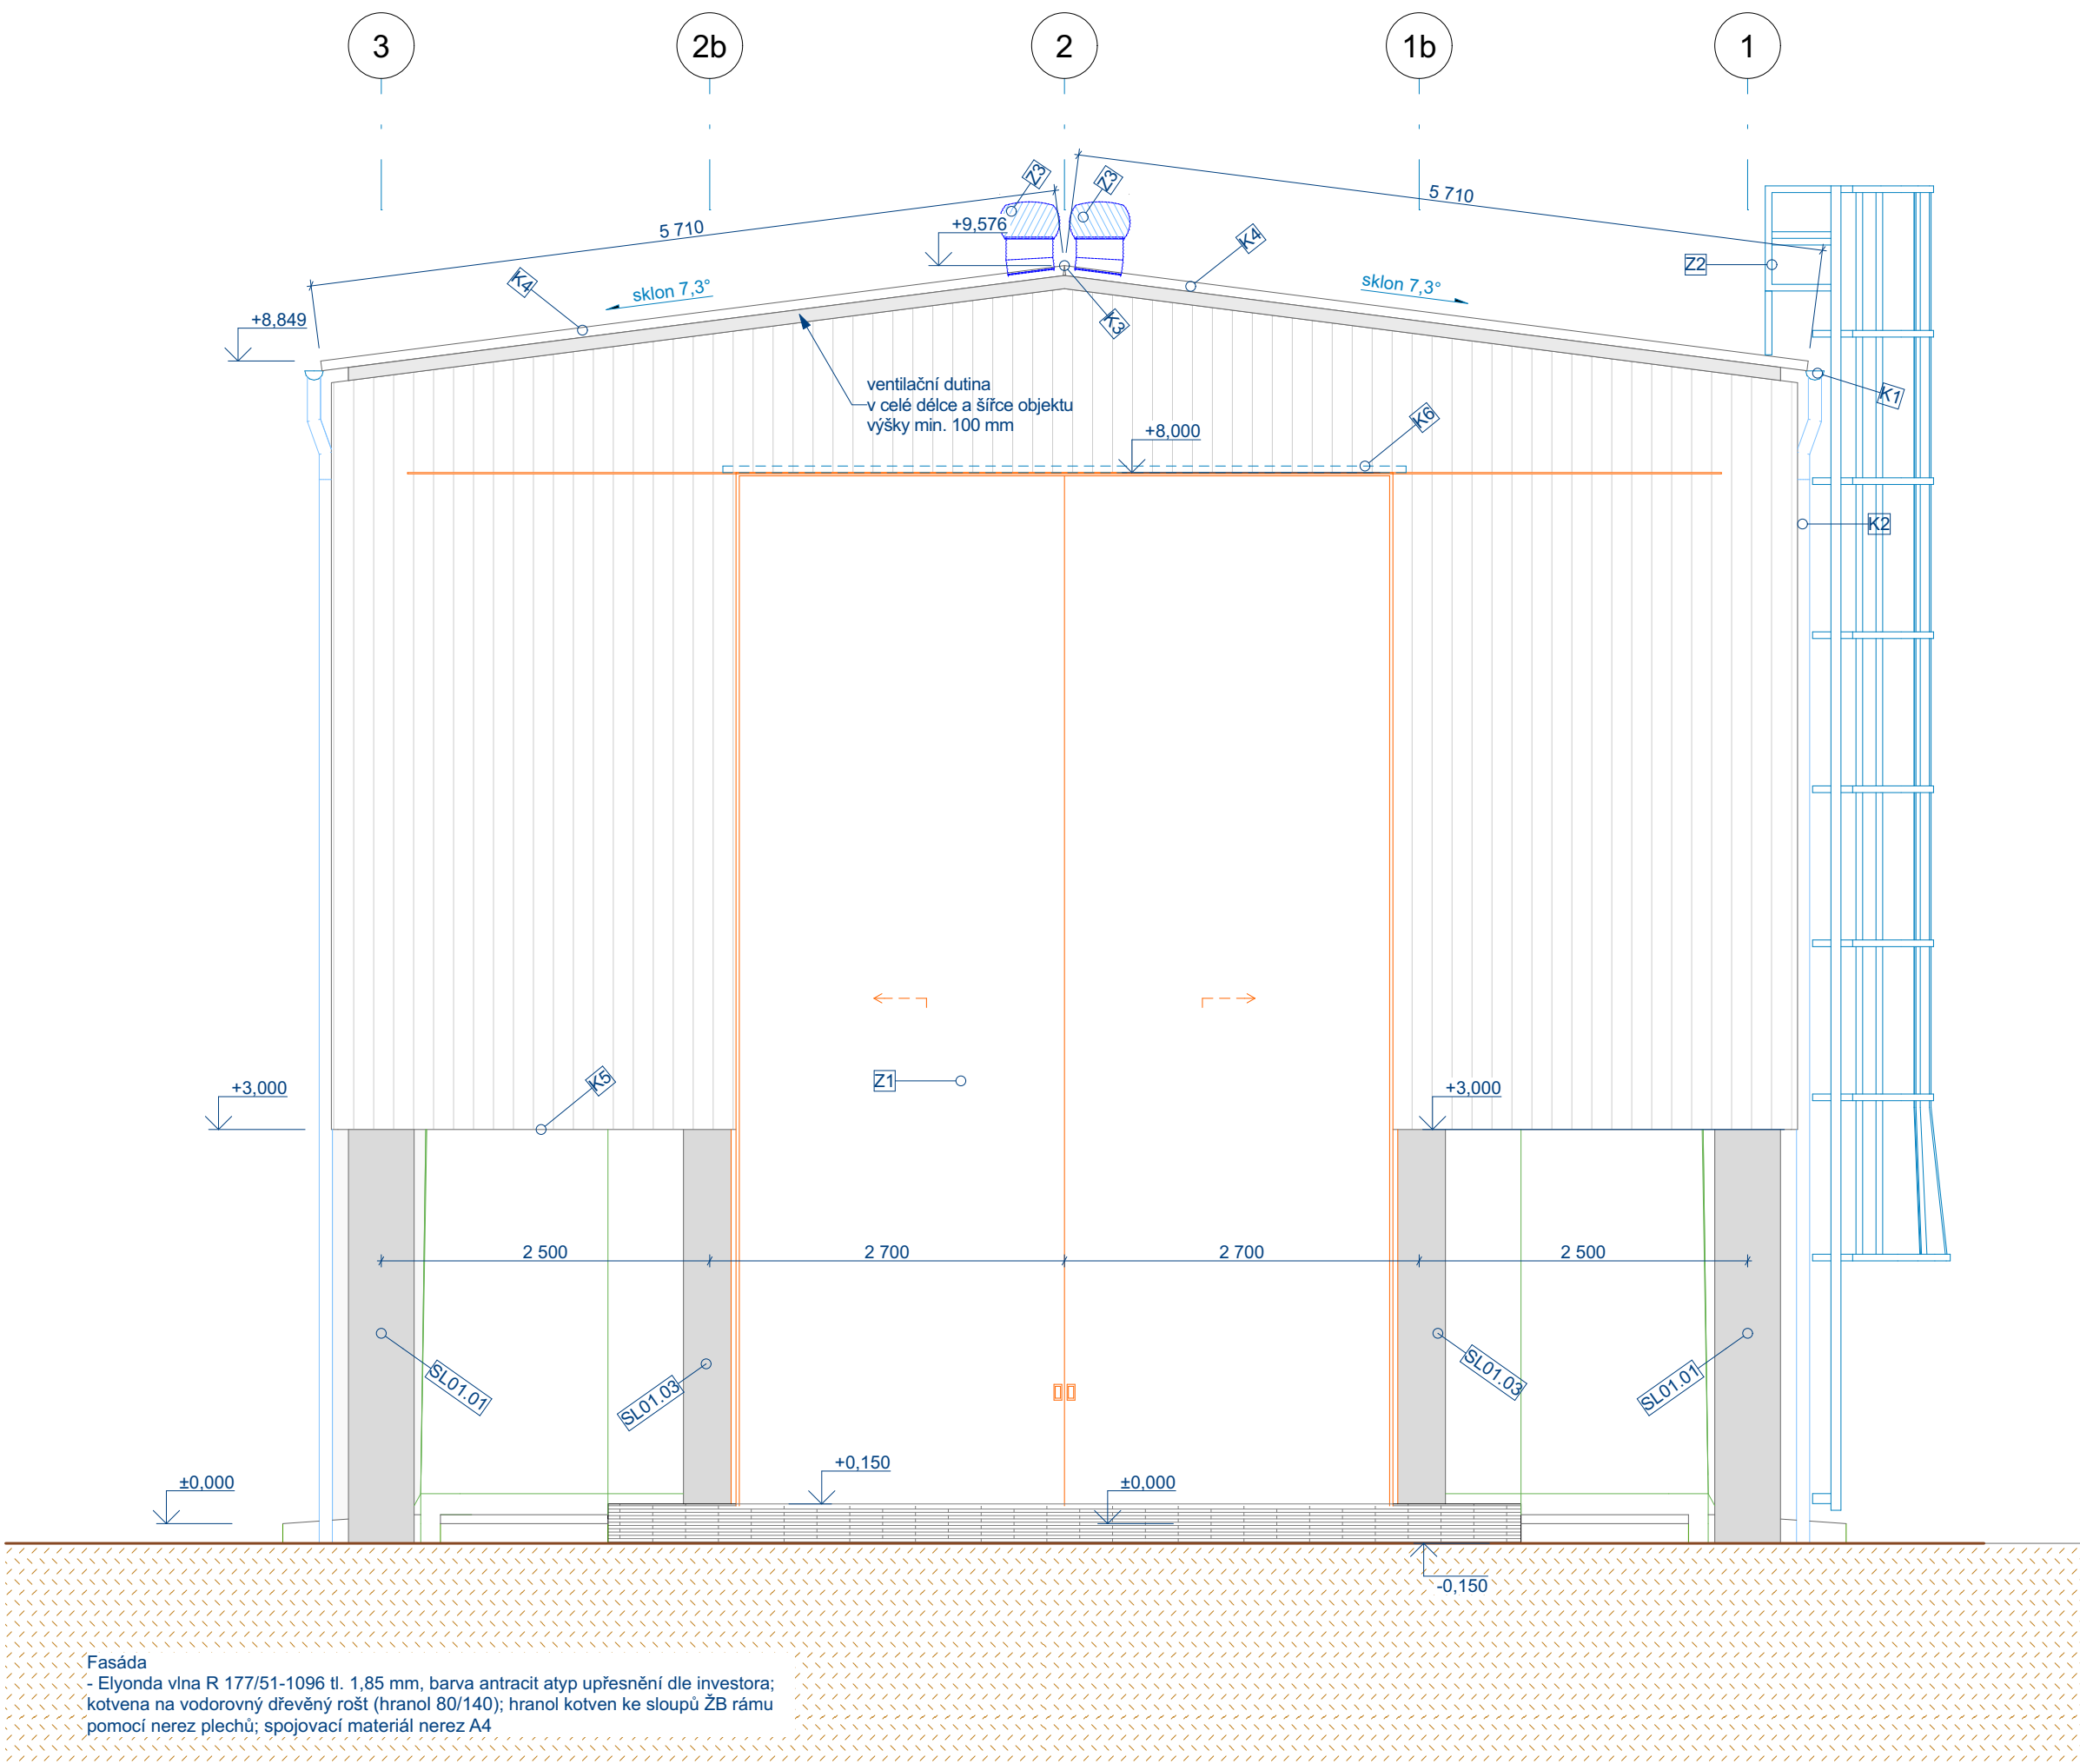 3
2b
2
1b
1
Z3
Z3
5 710
5 710
+9,576
K4
Z2
K4
sklon 7,3°
sklon 7,3°
+8,849
K3
ventilační dutina
v celé délce a šířce objektu
výšky min. 100 mm
K1
K6
+8,000
K2
Z1
K5
+3,000
+3,000
2 500
2 700
2 700
2 500
SL01.01
SL01.03
SL01.03
SL01.01
+0,150
±0,000
±0,000
-0,150
Fasáda
- Elyonda vlna R 177/51-1096 tl. 1,85 mm, barva antracit atyp upřesnění dle investora;
kotvena na vodorovný dřevěný rošt (hranol 80/140); hranol kotven ke sloupů ŽB rámu
pomocí nerez plechů; spojovací materiál nerez A4